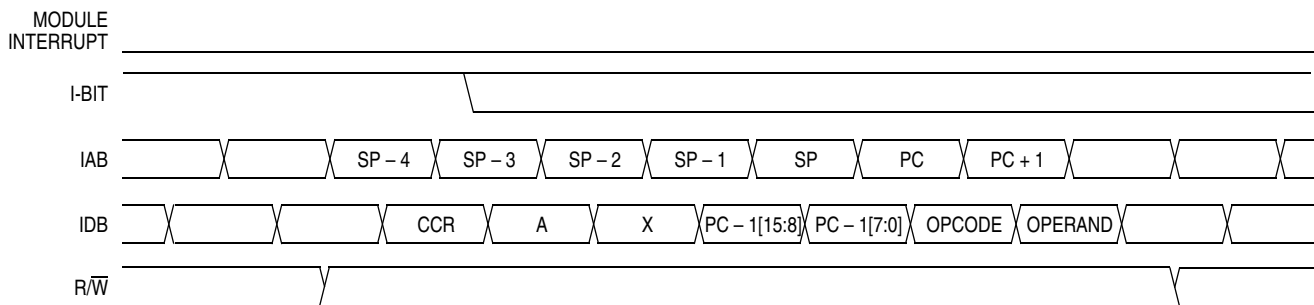 MODULE
INTERRUPT
I-BIT
IAB SP – 4 SP – 3 SP – 2 SP – 1 SP PC PC + 1
IDB CCR A X PC – 1[15:8] PC – 1[7:0] OPCODE OPERAND
R/W̅